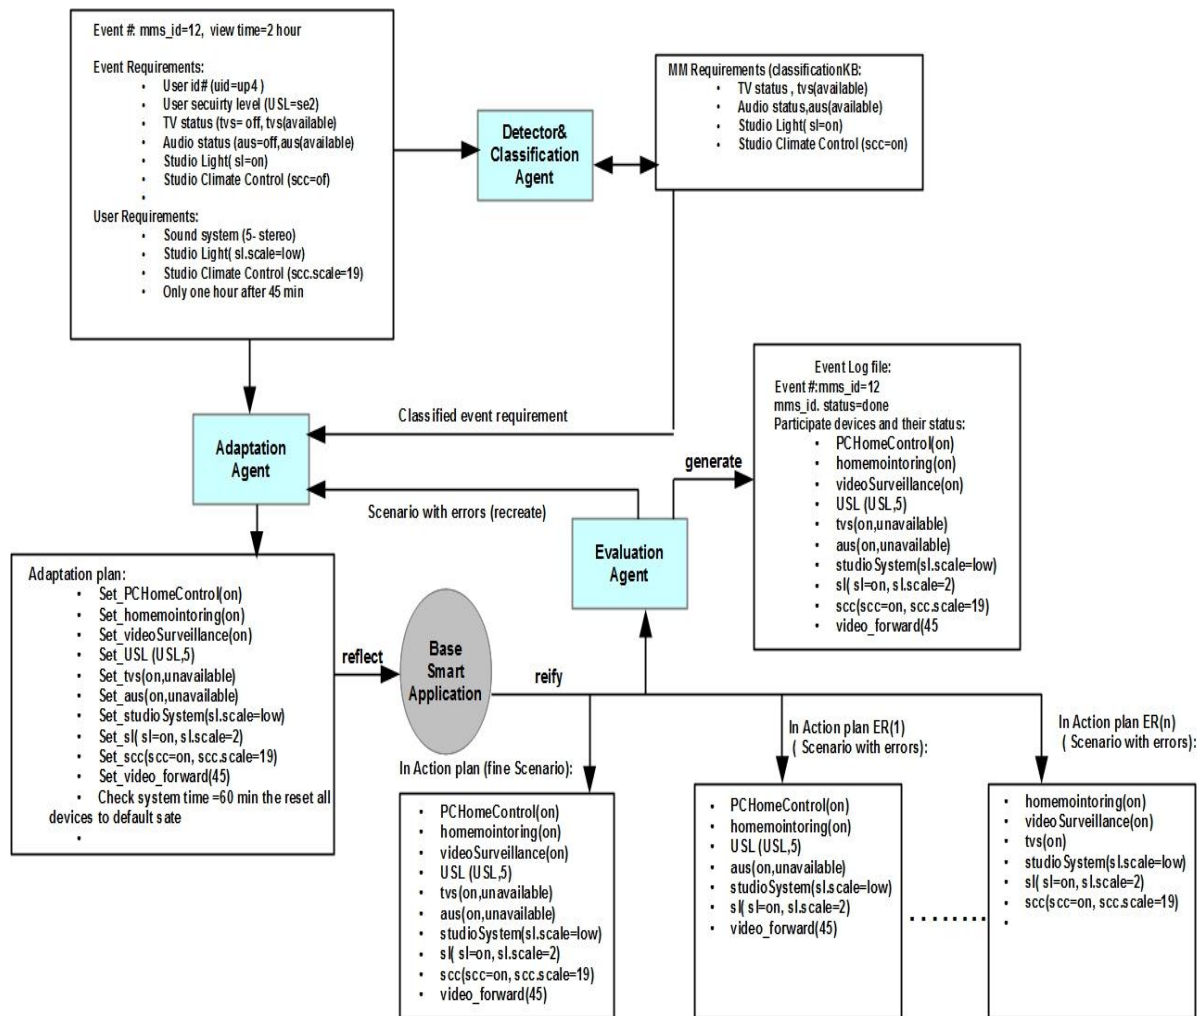 Event #: mms_id=12, view time=2 hour
Event Requirements:
• User id# (uid=up4 )
• User secuirty level (USL=se2)
• TV status (tvs= off, tvs(available)
• Audio status (aus=off,aus(available)
• Studio Light( sl=on)
• Studio Climate Control (scc=of)
•
User Requirements:
• Sound system (5- stereo)
• Studio Light( sl.scale=low)
• Studio Climate Control (scc.scale=19)
• Only one hour after 45 min
Detector&
Classification
Agent
MM Requirements (classificationKB:
• TV status , tvs(available)
• Audio status,aus(available)
• Studio Light( sl=on)
• Studio Climate Control (scc=on)
Classified event requirement
Adaptation
Agent
Scenario with errors (recreate)
generate
Evaluation
Agent
Event Log file:
Event #:mms_id=12
mms_id. status=done
Participate devices and their status:
• PCHomeControl(on)
• homemointoring(on)
• videoSurveillance(on)
• USL (USL,5)
• tvs(on,unavailable)
• aus(on,unavailable)
• studioSystem(sl.scale=low)
• sl( sl=on, sl.scale=2)
• scc(scc=on, scc.scale=19)
• video_forward(45
Adaptation plan:
• Set_PCHomeControl(on)
• Set_homemointoring(on)
• Set_videoSurveillance(on)
• Set_USL (USL,5)
• Set_tvs(on,unavailable)
• Set_aus(on,unavailable)
• Set_studioSystem(sl.scale=low)
• Set_sl( sl=on, sl.scale=2)
• Set_scc(scc=on, scc.scale=19)
• Set_video_forward(45)
• Check system time =60 min the reset all
devices to default sate
•
reflect
Base
Smart
Application
reify
In Action plan (fine Scenario):
• PCHomeControl(on)
• homemointoring(on)
• videoSurveillance(on)
• USL (USL,5)
• tvs(on,unavailable)
• aus(on,unavailable)
• studioSystem(sl.scale=low)
• sl( sl=on, sl.scale=2)
• scc(scc=on, scc.scale=19)
• video_forward(45)
In Action plan ER(1)
( Scenario with errors):
• PCHomeControl(on)
• homemointoring(on)
• USL (USL,5)
• aus(on,unavailable)
• studioSystem(sl.scale=low)
• sl( sl=on, sl.scale=2)
• video_forward(45)
........
In Action plan ER(n)
( Scenario with errors):
• homemointoring(on)
• videoSurveillance(on)
• tvs(on)
• studioSystem(sl.scale=low)
• sl( sl=on, sl.scale=2)
• scc(scc=on, scc.scale=19)
•